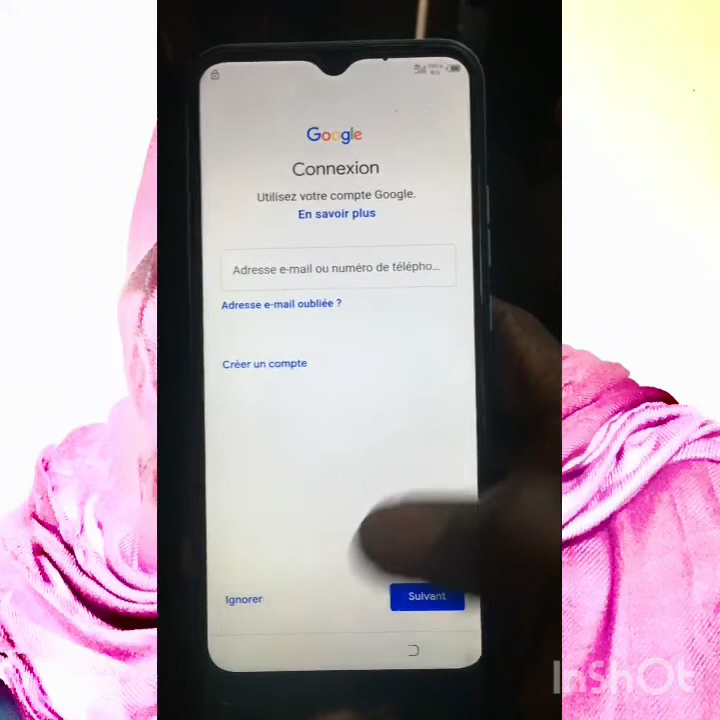 Google
Connexion
Utilisez votre compte Google.
En savoir plus
Adresse e-mail ou numéro de télépho...
Adresse e-mail oubliée ?
Créer un compte
Ignorer
Suivant
InShOt